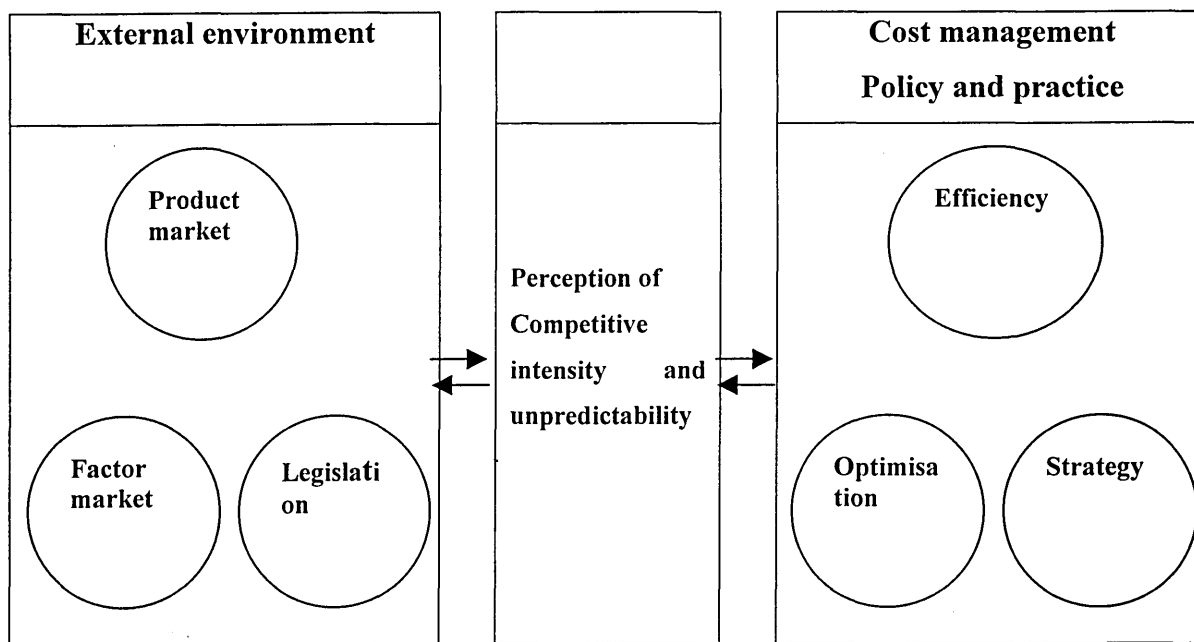 External environment
Product
market
Factor
market
Legislati
on
Perception of
Competitive
intensity and
unpredictability
Cost management
Policy and practice
Efficiency
Optimisa
tion
Strategy